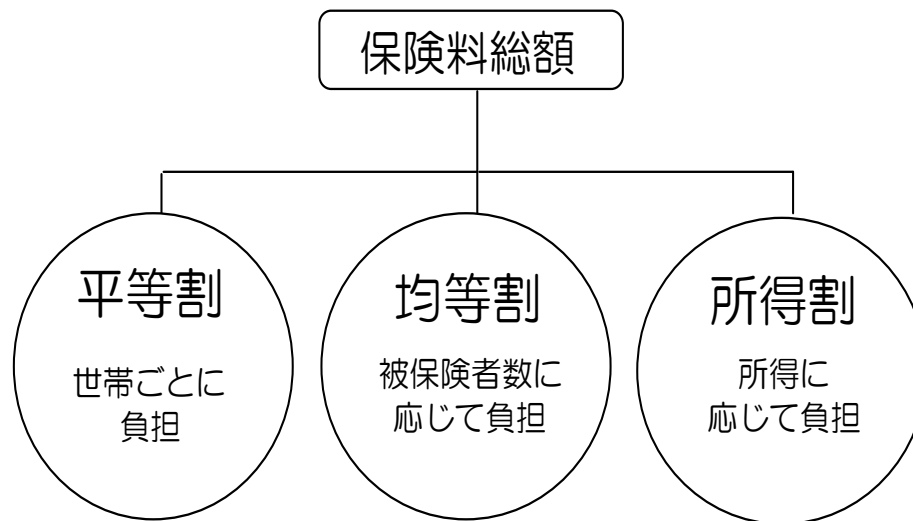 保険料総額
平等割
世帯ごとに
負担
均等割
被保険者数に
応じて負担
所得割
所得に
応じて負担